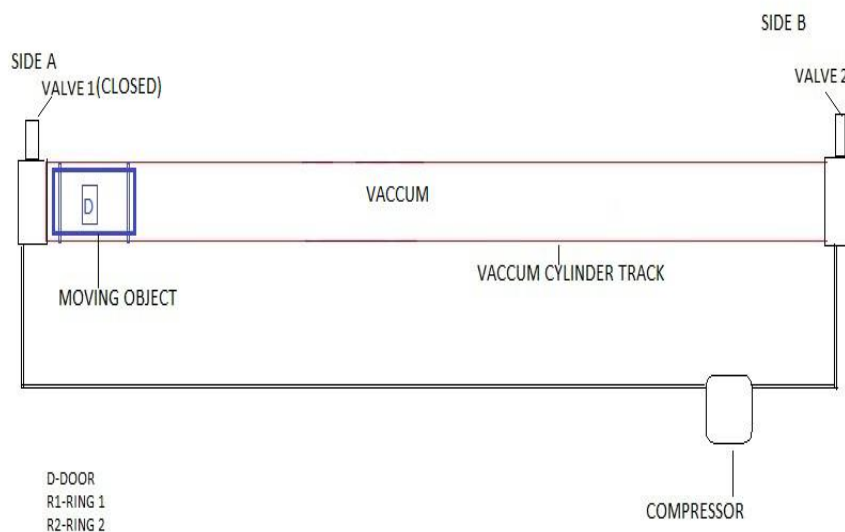 SIDE B
SIDE A
VALVE 1(CLOSED)
VALVE 2
VACCUM
D
VACCUM CYLINDER TRACK
MOVING OBJECT
D-DOOR
R1-RING 1
R2-RING 2
COMPRESSOR